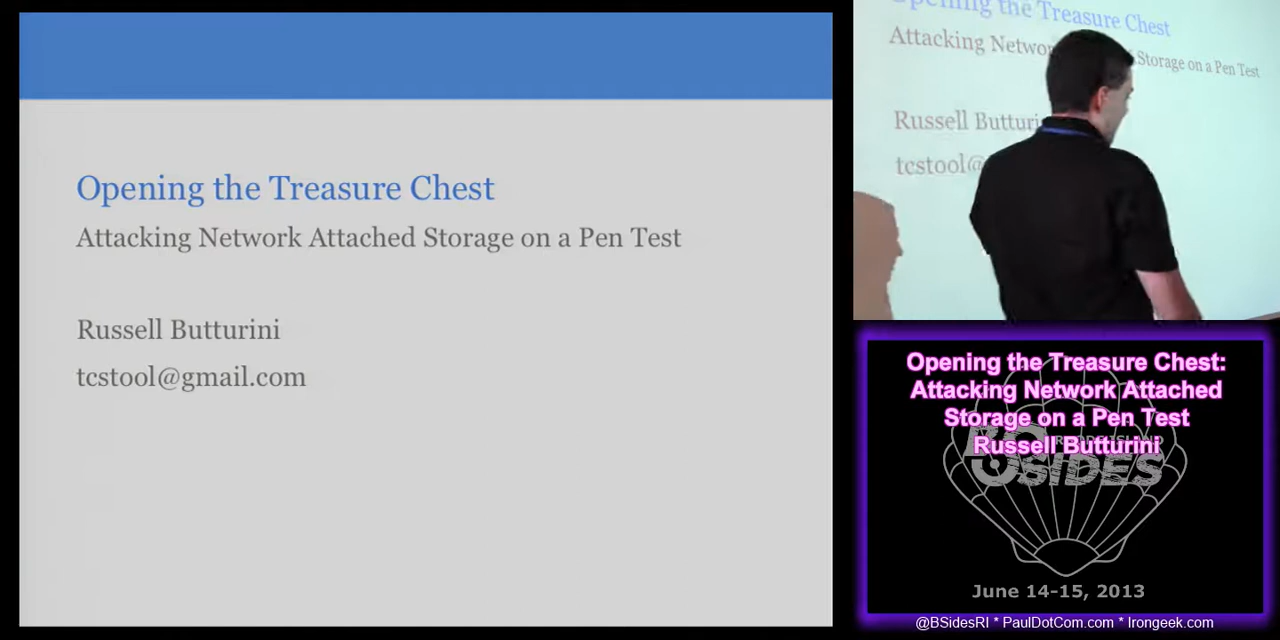 Opening the Treasure Chest
Attacking Network Attached Storage on a Pen Test
Russell Butturini
tcstool@gmail.com
Opening the Treasure Chest
Attacking Networ Storage on a Pen Test
Russell Butturi
tcstool@
Opening the Treasure Chest:
Attacking Network Attached
Storage on a Pen Test
Russell Butturini
SIDES
June 14-15, 2013
@BSidesRI * PaulDotCom.com * Irongeek.com